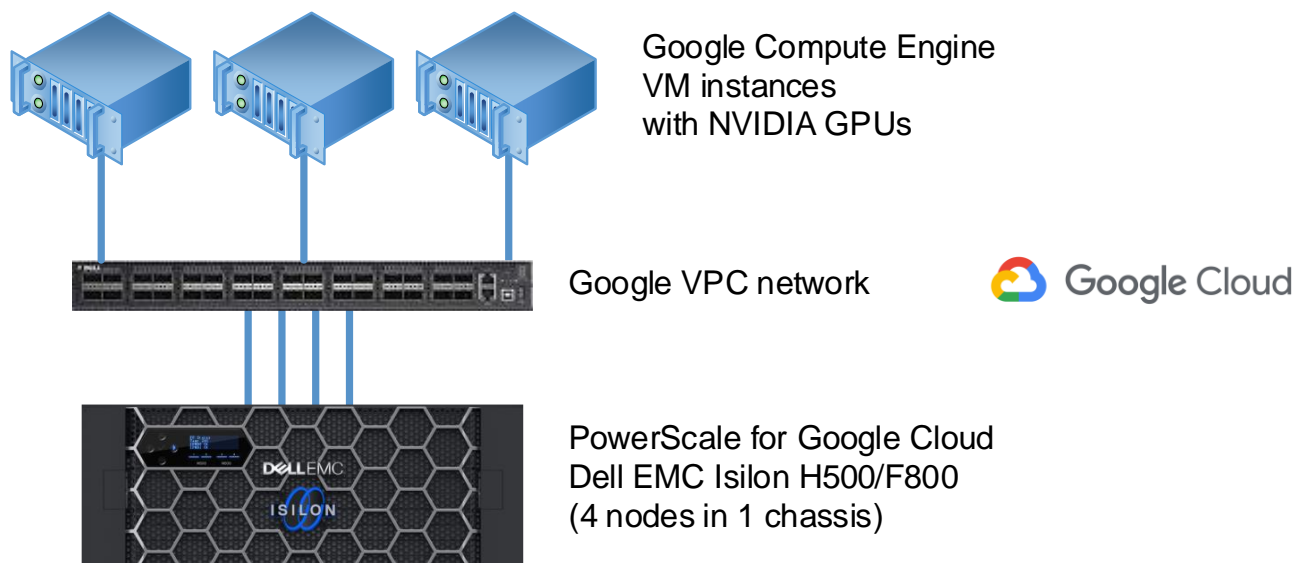 Google Compute Engine
VM instances
with NVIDIA GPUs
DELL
Google VPC network
Google Cloud
PowerScale for Google Cloud
Dell EMC Isilon H500/F800
(4 nodes in 1 chassis)
DELLEMC
ISILON